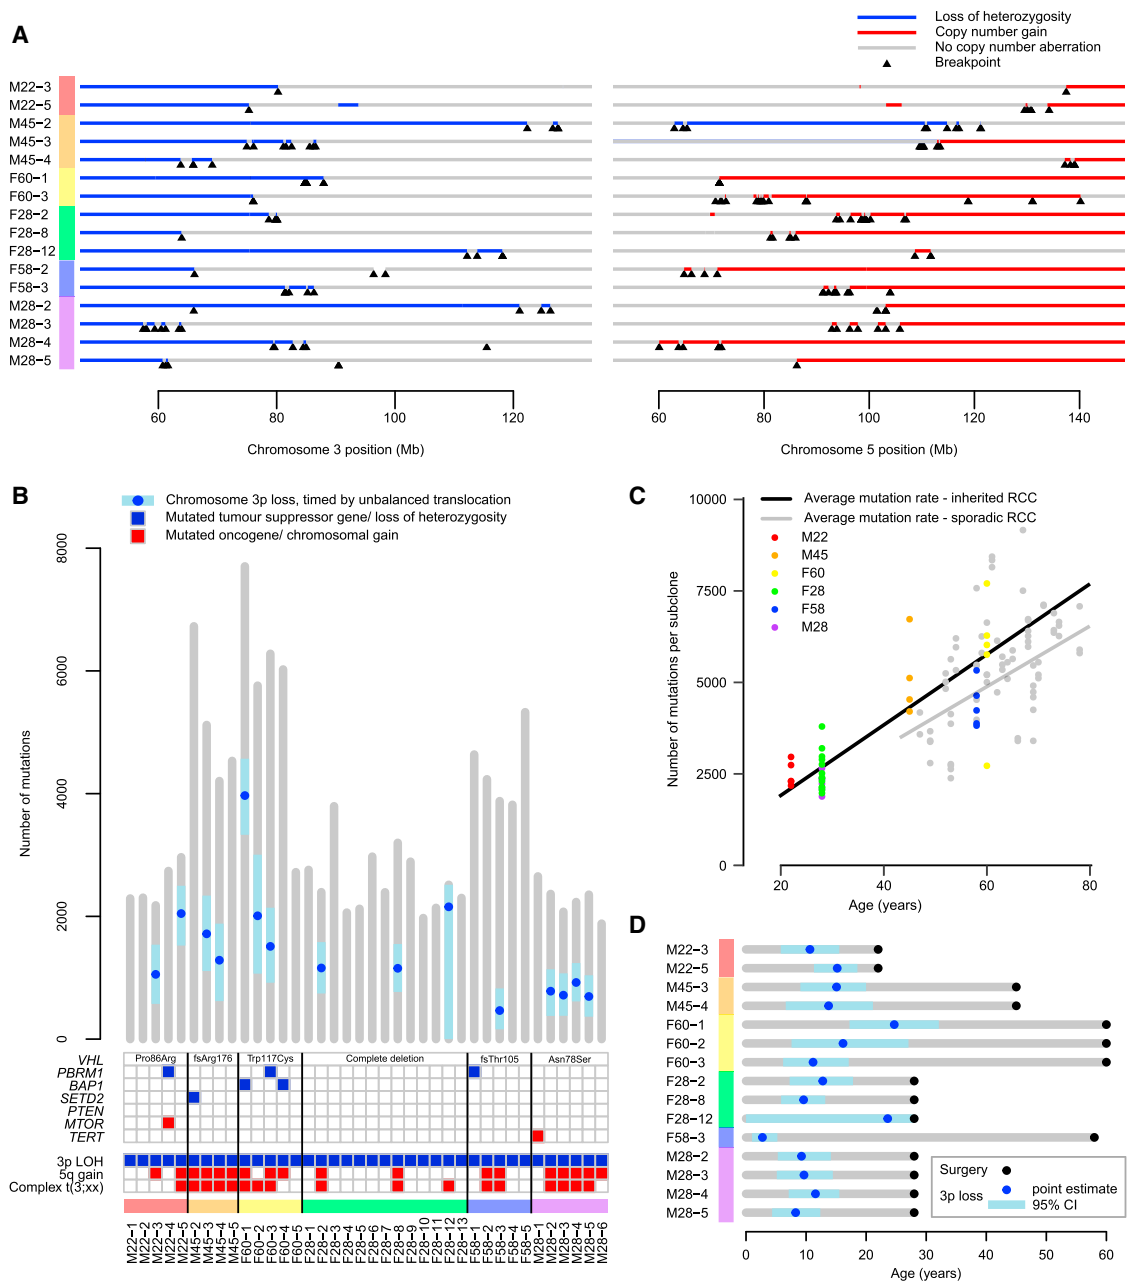 A
Loss of heterozygosity
Copy number gain
No copy number aberration
Breakpoint
M22−3
M22−5
M45−2
M45−3
M45−4
F60−1
F60−3
F28−2
F28−8
F28−12
F58−2
F58−3
M28−2
M28−3
M28−4
M28−5
60 80 100 120
Chromosome 3 position (Mb)
60 80 100 120 140
Chromosome 5 position (Mb)
B
Chromosome 3p loss, timed by unbalanced translocation
Mutated tumour suppressor gene/ loss of heterozygosity
Mutated oncogene/ chromosomal gain
Number of mutations
8000
6000
4000
2000
0
VHL Pro86Arg fsArg176 Trp117Cys Complete deletion fsThr105 Asn78Ser
PBRM1
BAP1
SETD2
PTEN
MTOR
TERT
3p LOH
5q gain
Complex t(3;xx)
M22−1 M22−2 M22−3 M22−4 M22−5 M45−2 M45−3 M45−4 M45−5 F60−1 F60−2 F60−3 F60−4 F60−5 F28−1 F28−2 F28−3 F28−4 F28−5 F28−6 F28−7 F28−8 F28−9 F28−10 F28−11 F28−12 F28−13 F58−1 F58−2 F58−3 F58−4 F58−5 M28−1 M28−2 M28−3 M28−4 M28−5 M28−6
C
Average mutation rate - inherited RCC
Average mutation rate - sporadic RCC
M22
M45
F60
F28
F58
M28
Number of mutations per subclone
10000
7500
5000
2500
0
20 40 60 80
Age (years)
D
M22−3
M22−5
M45−3
M45−4
F60−1
F60−2
F60−3
F28−2
F28−8
F28−12
F58−3
M28−2
M28−3
M28−4
M28−5
Surgery
3p loss point estimate
95% CI
0 10 20 30 40 50 60
Age (years)